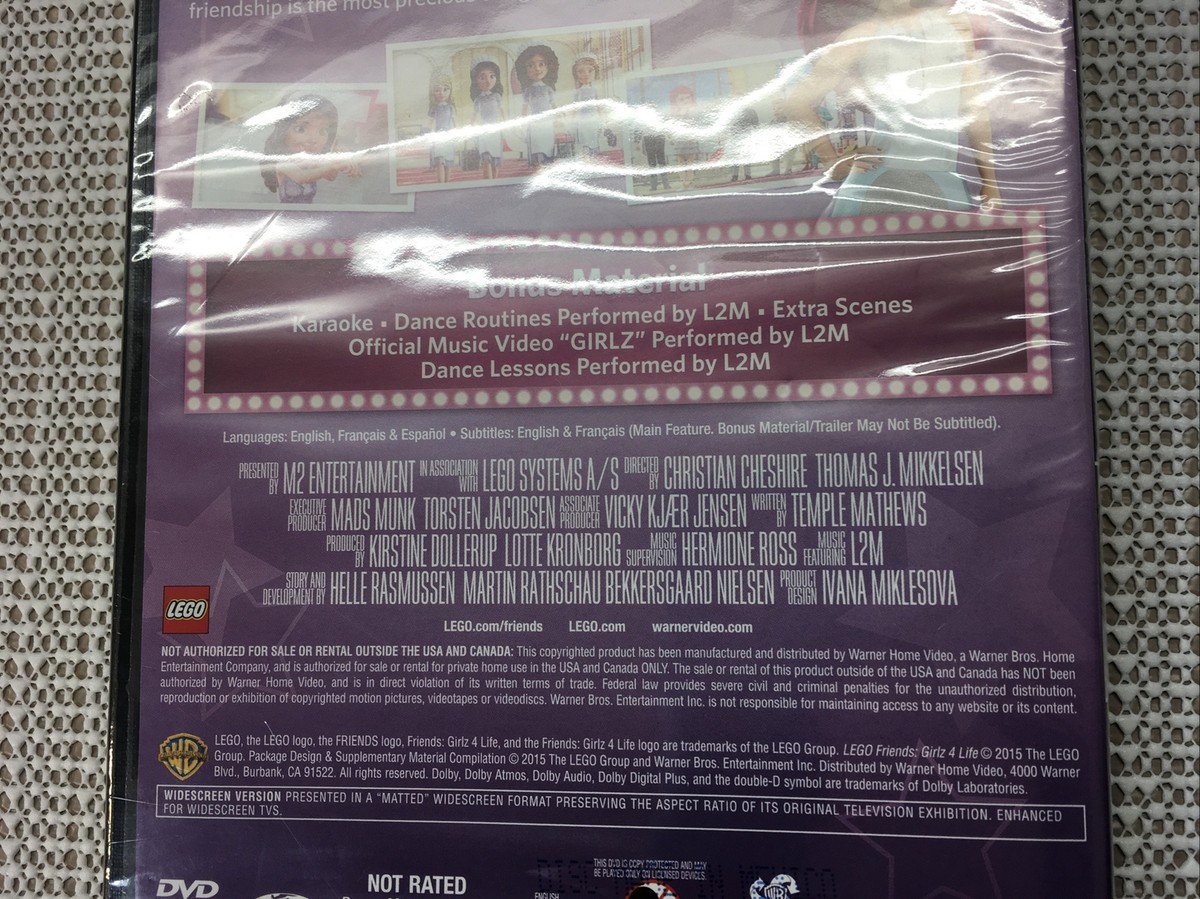 friendship is the most precious
Bonus Material
Karaoke ▪ Dance Routines Performed by L2M ▪ Extra Scenes
Official Music Video “GIRLZ” Performed by L2M
Dance Lessons Performed by L2M
Languages: English, Français & Español • Subtitles: English & Français (Main Feature. Bonus Material/Trailer May Not Be Subtitled).
PRESENTED BY M2 ENTERTAINMENT IN ASSOCIATION WITH LEGO SYSTEMS A/S DIRECTED BY CHRISTIAN CHESHIRE THOMAS J. MIKKELSEN
EXECUTIVE PRODUCER MADS MUNK TORSTEN JACOBSEN ASSOCIATE PRODUCER VICKY KJÆR JENSEN WRITTEN BY TEMPLE MATHEWS
PRODUCED BY KIRSTINE DOLLERUP LOTTE KRONBORG MUSIC SUPERVISION HERMIONE ROSS MUSIC FEATURING L2M
STORY AND DEVELOPMENT BY HELLE RASMUSSEN MARTIN RATHSCHAU BEKKERSGAARD NIELSEN PRODUCT DESIGN IVANA MIKLESOVA
LEGO
LEGO.com/friends LEGO.com warnervideo.com
NOT AUTHORIZED FOR SALE OR RENTAL OUTSIDE THE USA AND CANADA: This copyrighted product has been manufactured and distributed by Warner Home Video, a Warner Bros. Home
Entertainment Company, and is authorized for sale or rental for private home use in the USA and Canada ONLY. The sale or rental of this product outside of the USA and Canada has NOT been
authorized by Warner Home Video, and is in direct violation of its written terms of trade. Federal law provides severe civil and criminal penalties for the unauthorized distribution,
reproduction or exhibition of copyrighted motion pictures, videotapes or videodiscs. Warner Bros. Entertainment Inc. is not responsible for maintaining access to any website or its content.
LEGO, the LEGO logo, the FRIENDS logo, Friends: Girlz 4 Life, and the Friends: Girlz 4 Life logo are trademarks of the LEGO Group. LEGO Friends: Girlz 4 Life © 2015 The LEGO
Group. Package Design & Supplementary Material Compilation © 2015 The LEGO Group and Warner Bros. Entertainment Inc. Distributed by Warner Home Video, 4000 Warner
Blvd., Burbank, CA 91522. All rights reserved. Dolby, Dolby Atmos, Dolby Audio, Dolby Digital Plus, and the double-D symbol are trademarks of Dolby Laboratories.
WIDESCREEN VERSION PRESENTED IN A “MATTED” WIDESCREEN FORMAT PRESERVING THE ASPECT RATIO OF ITS ORIGINAL TELEVISION EXHIBITION. ENHANCED
FOR WIDESCREEN TVS.
THIS DVD IS COPY PROTECTED AND MAY
BE PLAYED ONLY ON LICENSED DEVICES.
DVD NOT RATED
ENGLISH